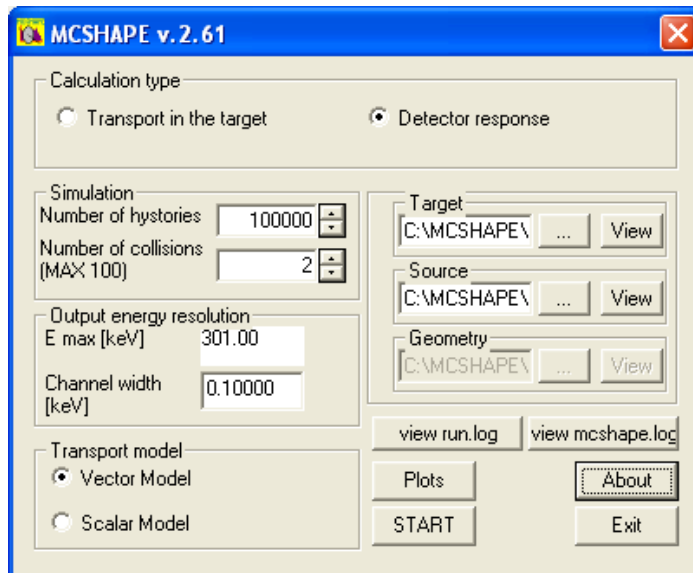 MCSHAPE v.2.61
Calculation type
Transport in the target
Detector response
Simulation
Number of hystories
100000
Number of collisions
(MAX 100)
2
Output energy resolution
E max [keV]
301.00
Channel width
[keV]
0.10000
Transport model
Vector Model
Scalar Model
Target
C:\MCSHAPE\
...
View
Source
C:\MCSHAPE\
...
View
Geometry
C:\MCSHAPE\
...
View
view run.log
view mcshape.log
Plots
About
START
Exit